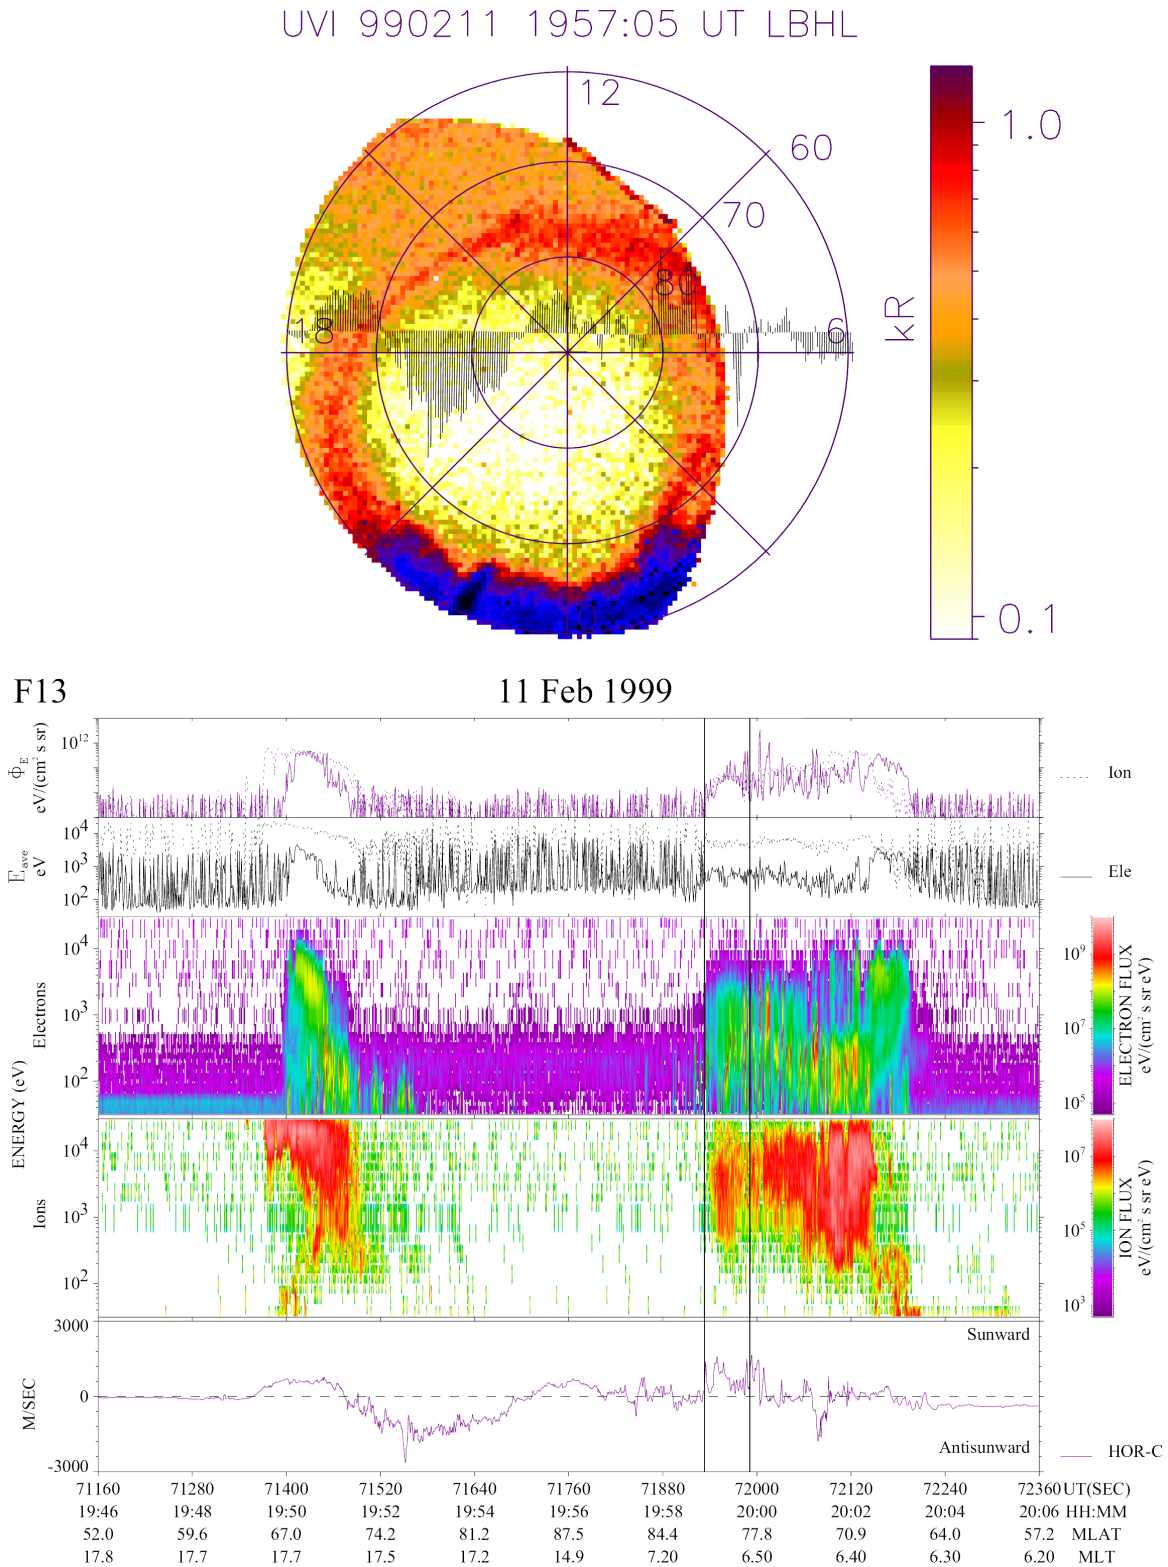 UVI 990211 1957:05 UT LBHL
12
60
70
80
18
6
1.0
kR
0.1
F13
11 Feb 1999
Φ_E
eV/(cm² s sr)
10¹²
Ion
E_ave
eV
10⁴
10³
10²
Ele
ENERGY (eV)
Electrons
10⁴
10³
10²
10⁹
10⁷
10⁵
ELECTRON FLUX
eV/(cm² s sr eV)
Ions
10⁴
10³
10²
10⁷
10⁵
10³
ION FLUX
eV/(cm² s sr eV)
M/SEC
3000
0
-3000
Sunward
Antisunward
HOR-C
71160 71280 71400 71520 71640 71760 71880 72000 72120 72240 72360 UT(SEC)
19:46 19:48 19:50 19:52 19:54 19:56 19:58 20:00 20:02 20:04 20:06 HH:MM
52.0 59.6 67.0 74.2 81.2 87.5 84.4 77.8 70.9 64.0 57.2 MLAT
17.8 17.7 17.7 17.5 17.2 14.9 7.20 6.50 6.40 6.30 6.20 MLT